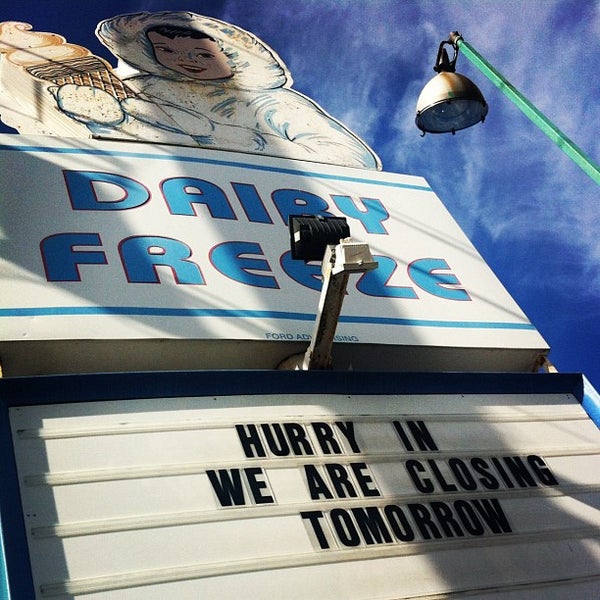 DAIRY
FREEZE
FORD ADVERTISING
HURRY IN
WE ARE CLOSING
TOMORROW